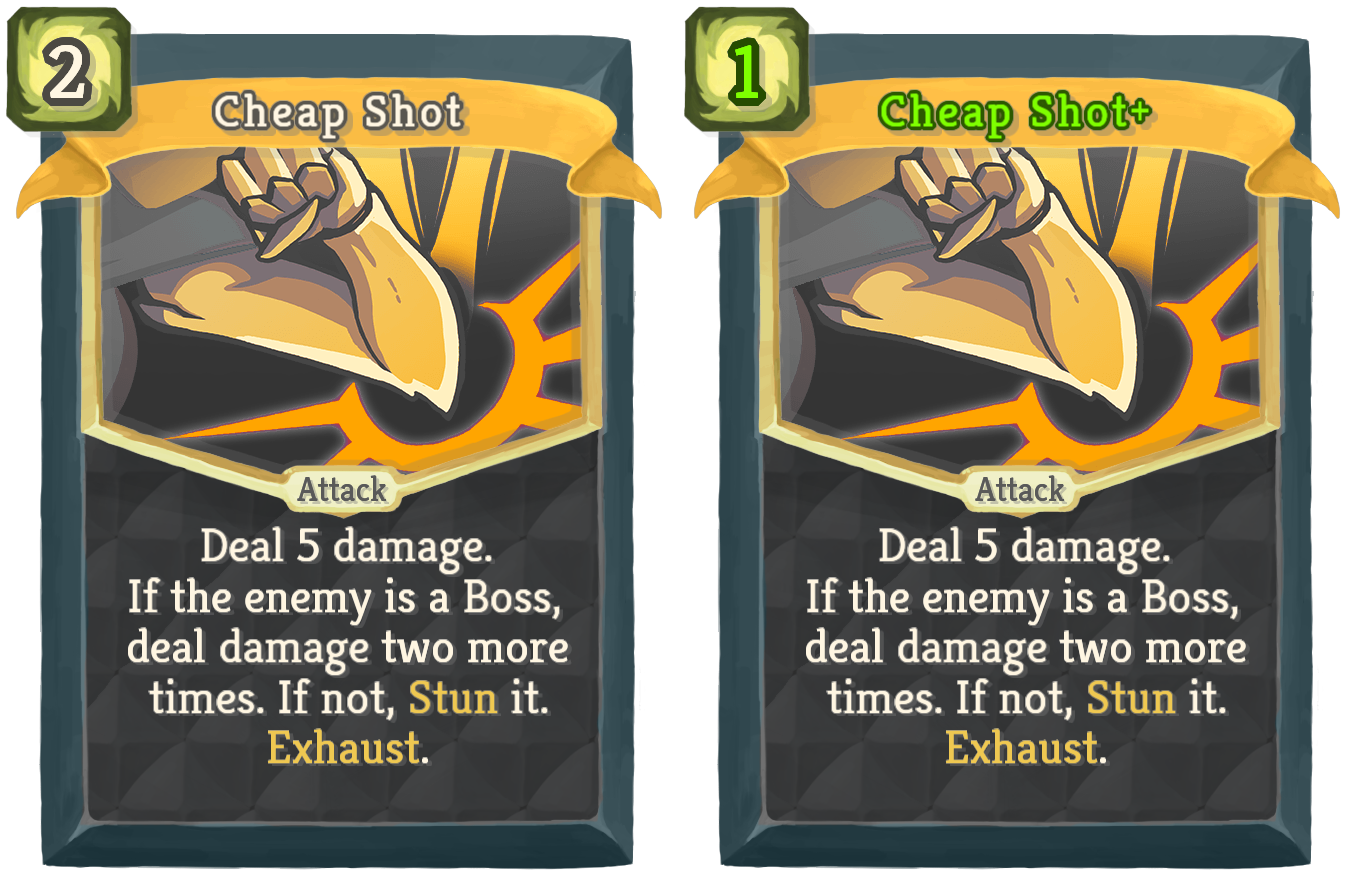 2
Cheap Shot
Attack
Deal 5 damage.
If the enemy is a Boss,
deal damage two more
times. If not, Stun it.
Exhaust.
1
Cheap Shot+
Attack
Deal 5 damage.
If the enemy is a Boss,
deal damage two more
times. If not, Stun it.
Exhaust.